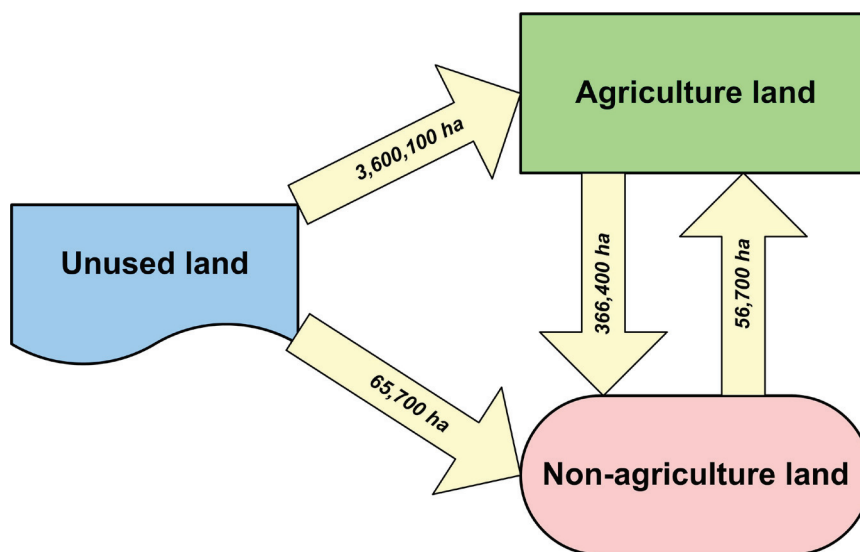 Agriculture land
3,600,100 ha
Unused land
366,400 ha
56,700 ha
65,700 ha
Non-agriculture land